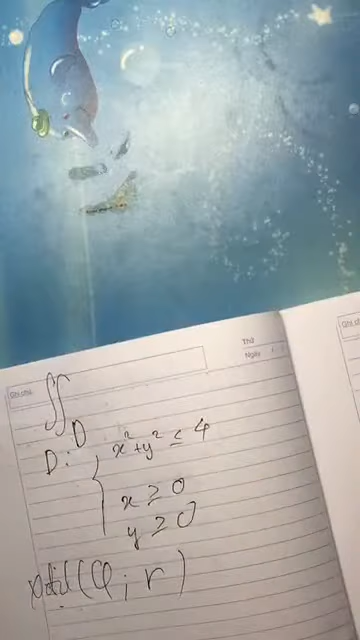 Thứ
Ngày
Ghi chú
∬
D
D: { x² + y² ≤ 4
x ≥ 0
y ≥ 0
(φ ; r)